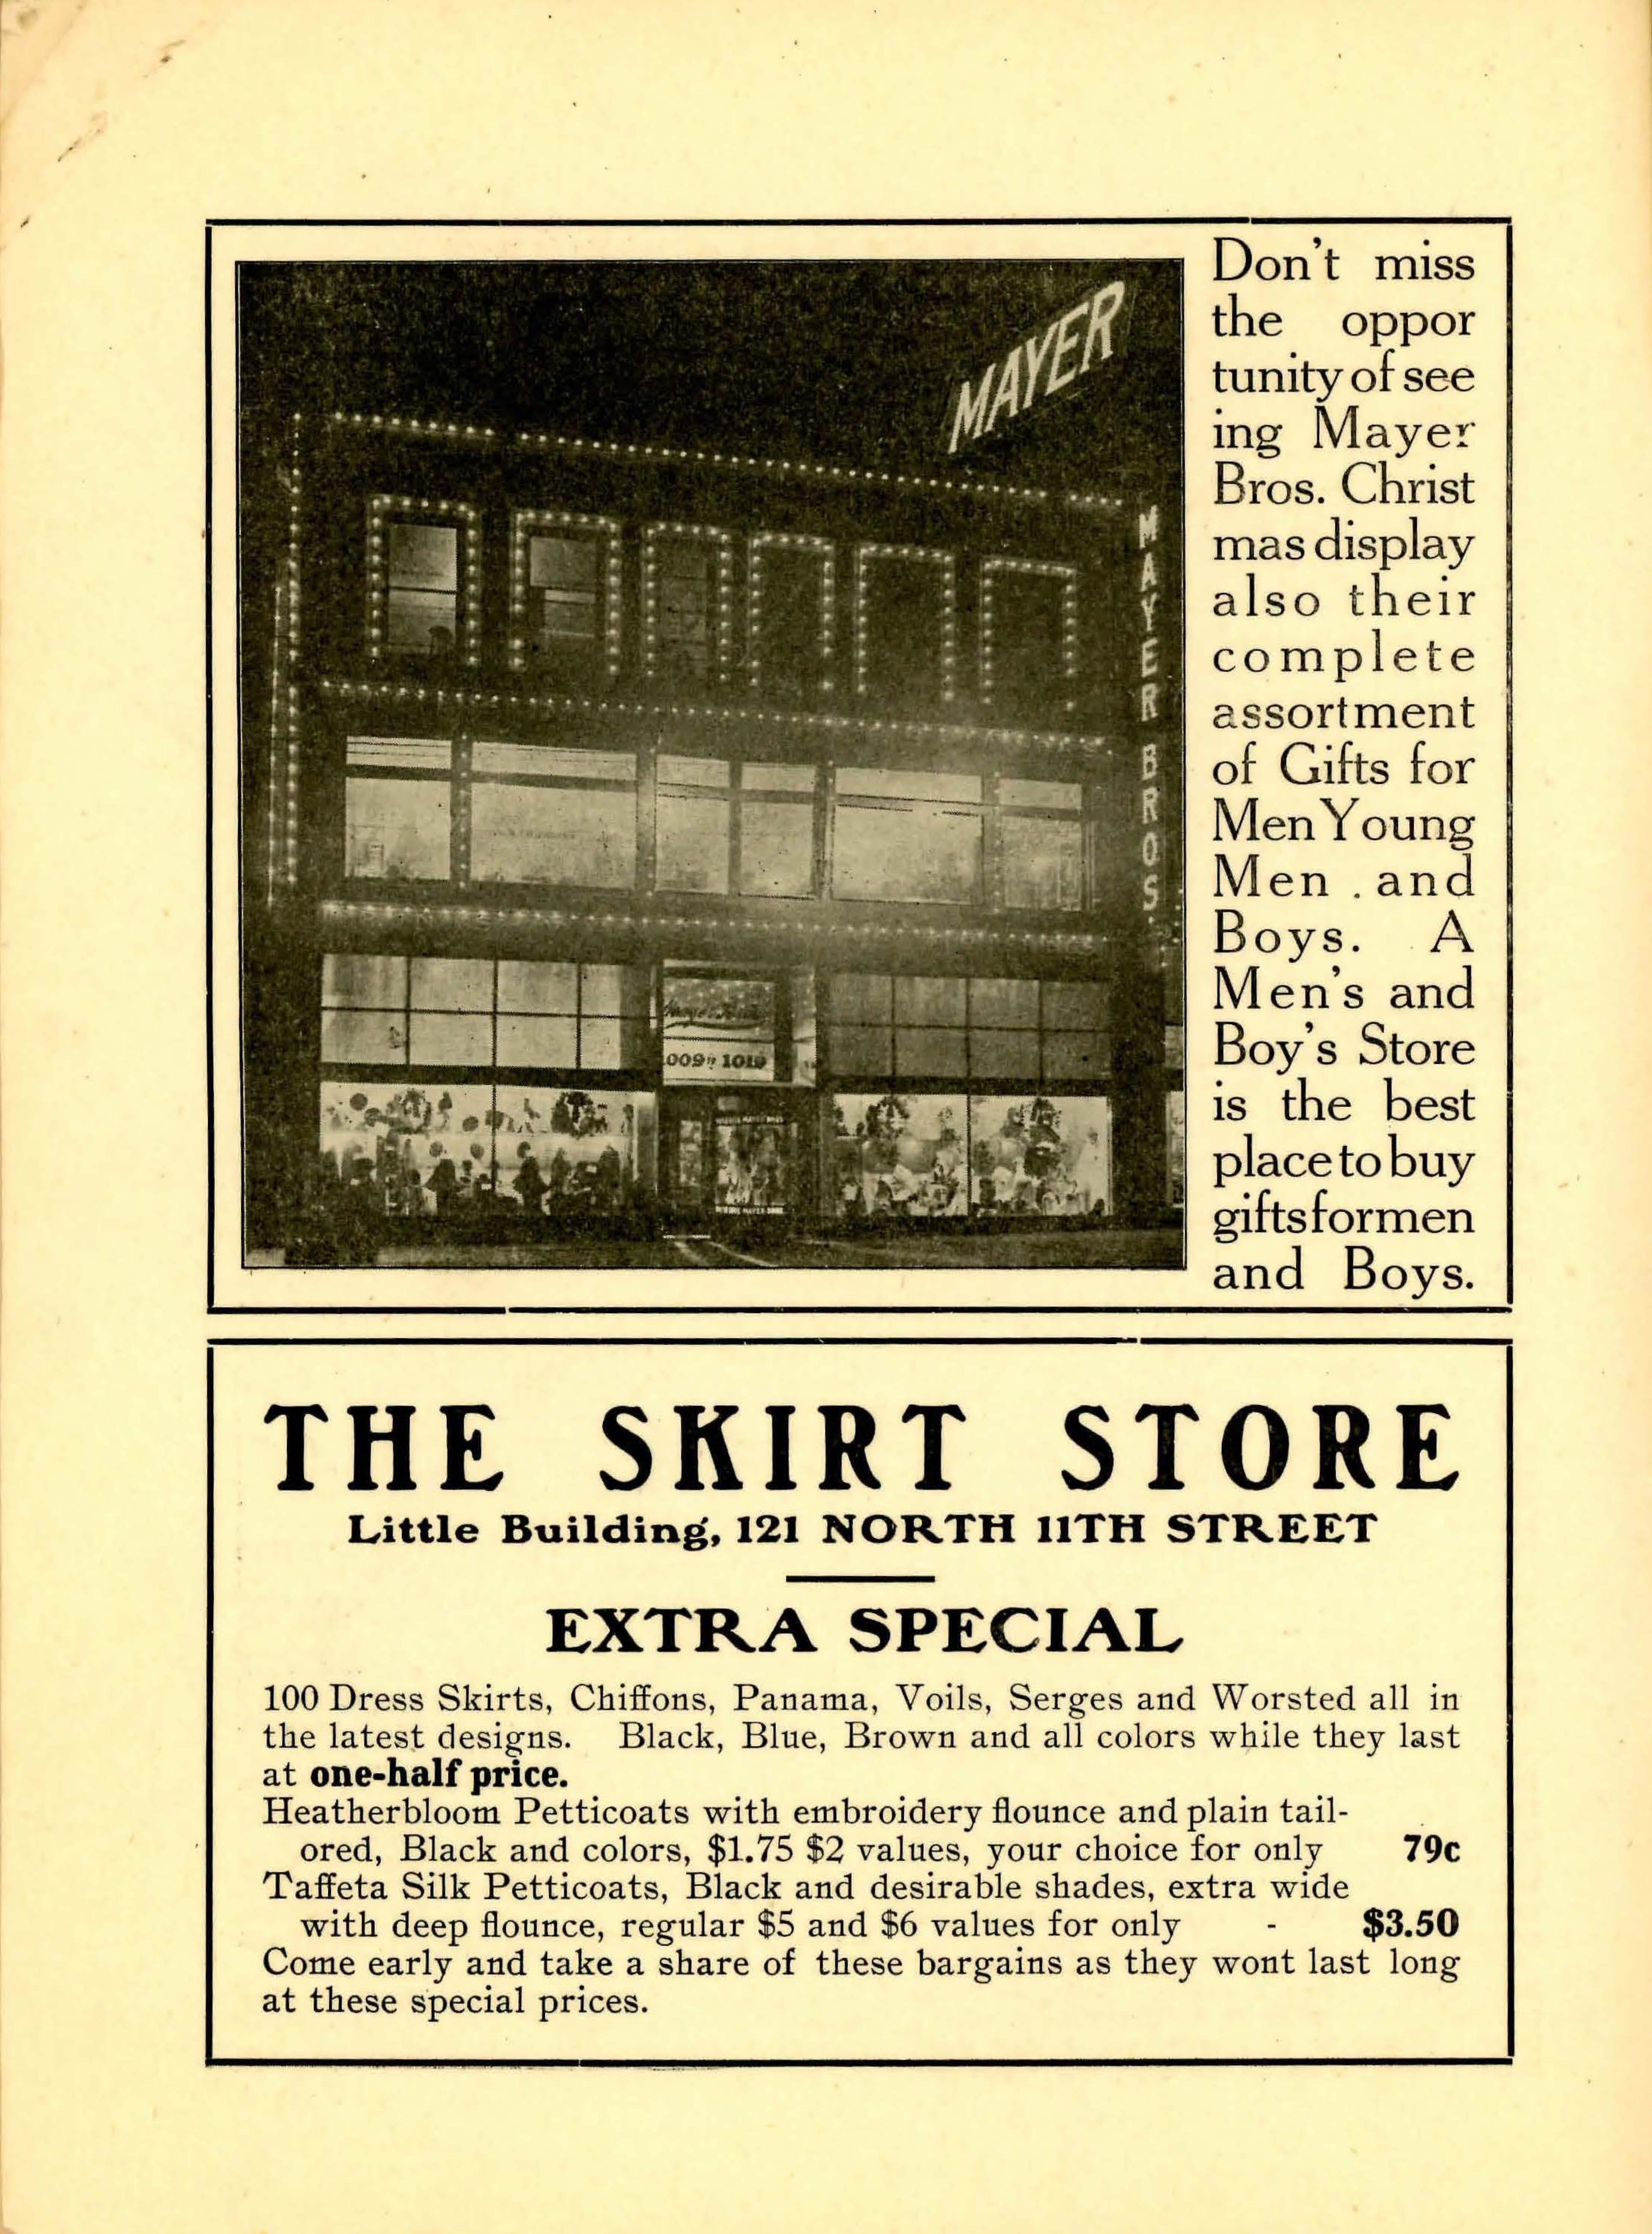 MAYER
MAYER BROS.
Mayer Bros
1009 1019
Don't miss
the oppor
tunity of see
ing Mayer
Bros. Christ
mas display
also their
complete
assortment
of Gifts for
Men Young
Men . and
Boys. A
Men's and
Boy's Store
is the best
place to buy
gifts for men
and Boys.
THE SKIRT STORE
Little Building, 121 NORTH 11TH STREET
EXTRA SPECIAL
100 Dress Skirts, Chiffons, Panama, Voils, Serges and Worsted all in
the latest designs. Black, Blue, Brown and all colors while they last
at one-half price.
Heatherbloom Petticoats with embroidery flounce and plain tail-
ored, Black and colors, $1.75 $2 values, your choice for only 79c
Taffeta Silk Petticoats, Black and desirable shades, extra wide
with deep flounce, regular $5 and $6 values for only - $3.50
Come early and take a share of these bargains as they wont last long
at these special prices.